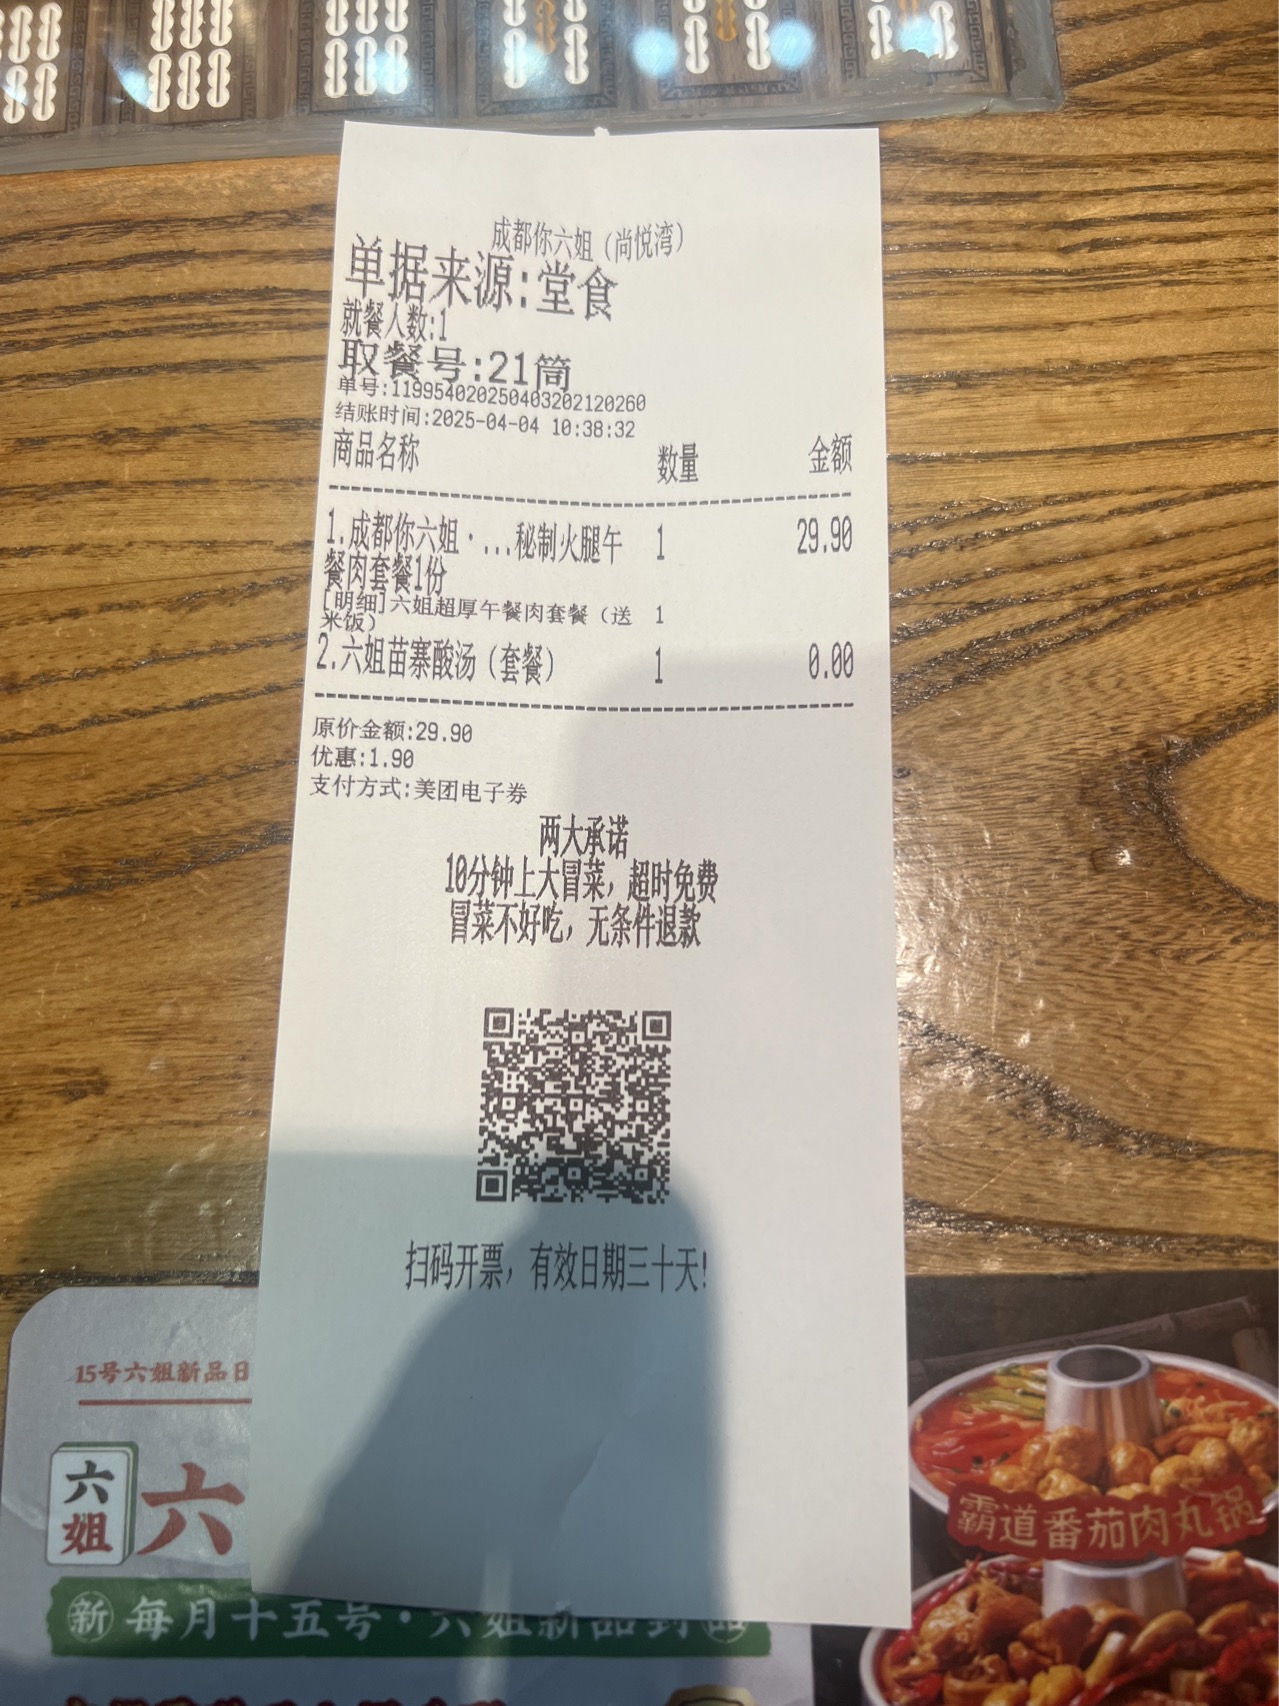 成都你六姐（尚悦湾）
单据来源:堂食
就餐人数:1
取餐号:21筒
单号:119954020250403202120260
结账时间:2025-04-04 10:38:32
商品名称 数量 金额
1.成都你六姐·...秘制火腿午 1 29.90
餐肉套餐1份
[明细]六姐超厚午餐肉套餐（送 1
米饭）
2.六姐苗寨酸汤（套餐） 1 0.00
原价金额:29.90
优惠:1.90
支付方式:美团电子券
两大承诺
10分钟上大冒菜，超时免费
冒菜不好吃，无条件退款
扫码开票，有效日期三十天!
15号六姐新品日
六姐
六
新 每月十五号·六姐新品
霸道番茄肉丸锅